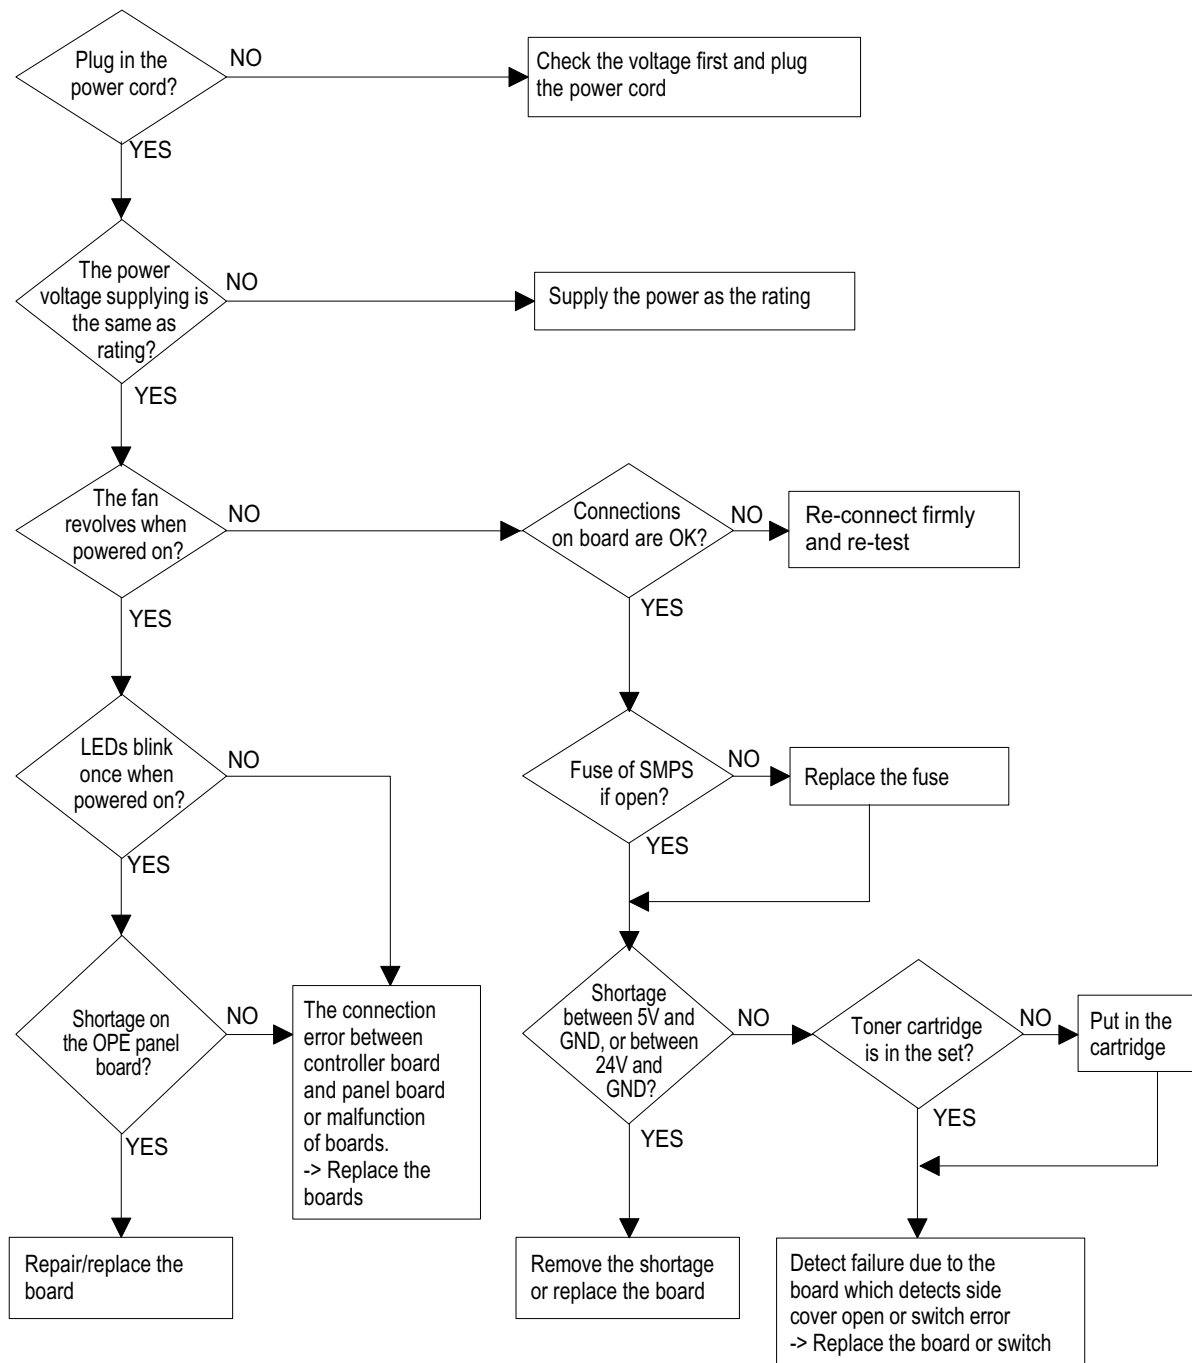 Plug in the
power cord?
NO
Check the voltage first and plug
the power cord
YES
The power
voltage supplying is
the same as
rating?
NO
Supply the power as the rating
YES
The fan
revolves when
powered on?
NO
Connections
on board are OK?
NO
Re-connect firmly
and re-test
YES
YES
LEDs blink
once when
powered on?
NO
Fuse of SMPS
if open?
NO
Replace the fuse
YES
YES
Shortage on
the OPE panel
board?
NO
The connection
error between
controller board
and panel board
or malfunction
of boards.
-> Replace the
boards
Shortage
between 5V and
GND, or between
24V and
GND?
NO
Toner cartridge
is in the set?
NO
Put in the
cartridge
YES
YES
YES
Repair/replace the
board
Remove the shortage
or replace the board
Detect failure due to the
board which detects side
cover open or switch error
-> Replace the board or switch